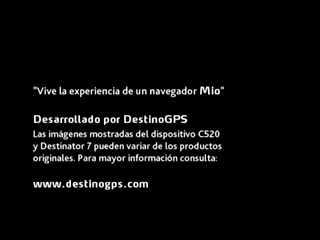 "Vive la experiencia de un navegador Mio"
Desarrollado por DestinoGPS
Las imágenes mostradas del dispositivo C520
y Destinator 7 pueden variar de los productos
originales. Para mayor información consulta:
www.destinogps.com